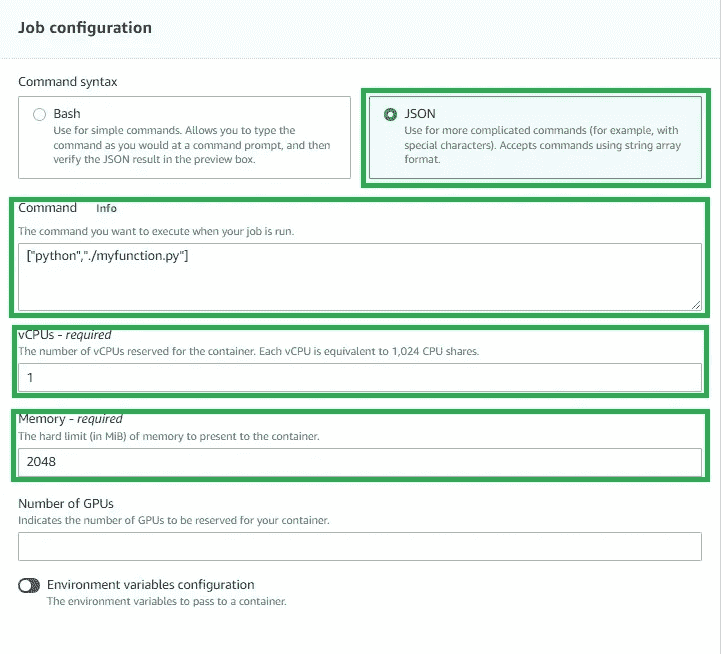 Job configuration
Command syntax
Bash
Use for simple commands. Allows you to type the
command as you would at a command prompt, and then
verify the JSON result in the preview box.
JSON
Use for more complicated commands (for example, with
special characters). Accepts commands using string array
format.
Command Info
The command you want to execute when your job is run.
["python","./myfunction.py"]
vCPUs - required
The number of vCPUs reserved for the container. Each vCPU is equivalent to 1,024 CPU shares.
1
Memory - required
The hard limit (in MiB) of memory to present to the container.
2048
Number of GPUs
Indicates the number of GPUs to be reserved for your container.
Environment variables configuration
The environment variables to pass to a container.